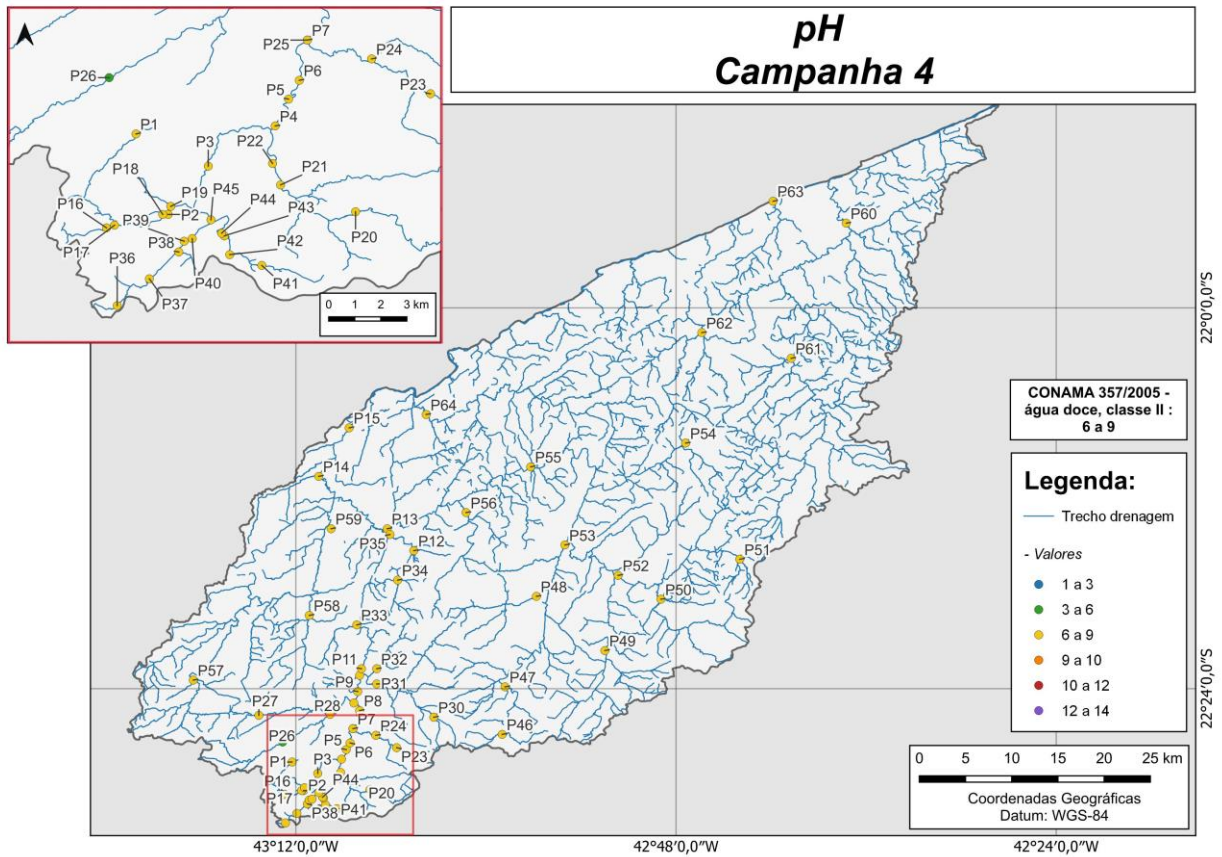 pH
Campanha 4
P7
P25
P24
P26
P6
P23
P5
P1
P4
P3
P22
P21
P18
P19
P45
P44
P16
P39
P2
P43
P20
P17
P38
P42
P36
P41
P40
P37
0 1 2 3 km
P63
P60
22°0'0,0"S
P62
P61
CONAMA 357/2005 -
água doce, classe II :
6 a 9
P64
P15
P54
P55
P14
Legenda:
P56
Trecho drenagem
P59
P13
P35
P53
P12
- Valores
P51
P52
1 a 3
P34
P48
P50
3 a 6
P58
P33
6 a 9
P49
9 a 10
P11
P32
10 a 12
P57
P9
P31
P47
22°24'0,0"S
12 a 14
P27
P28
P8
P30
P7
P24
P46
P26
P5
P6
P23
0 5 10 15 20 25 km
P1
P3
P16
P2
P44
P20
Coordenadas Geográficas
P17
P38
P41
Datum: WGS-84
43°12'0,0"W
42°48'0,0"W
42°24'0,0"W